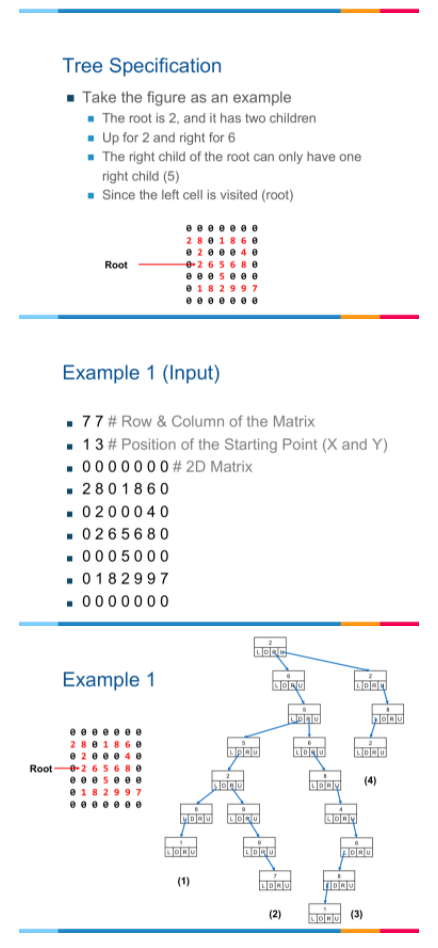 Tree Specification
Take the figure as an example
The root is 2, and it has two children
Up for 2 and right for 6
The right child of the root can only have one
right child (5)
Since the left cell is visited (root)
0 0 0 0 0 0 0
2 8 0 1 8 6 0
0 2 0 0 0 4 0
Root 0 2 6 5 6 8 0
0 0 0 5 0 0 0
0 1 8 2 9 9 7
0 0 0 0 0 0 0
Example 1 (Input)
7 7 # Row & Column of the Matrix
1 3 # Position of the Starting Point (X and Y)
0 0 0 0 0 0 0 # 2D Matrix
2 8 0 1 8 6 0
0 2 0 0 0 4 0
0 2 6 5 6 8 0
0 0 0 5 0 0 0
0 1 8 2 9 9 7
0 0 0 0 0 0 0
Example 1
0 0 0 0 0 0 0
2 8 0 1 8 6 0
0 2 0 0 0 4 0
Root 0 2 6 5 6 8 0
0 0 0 5 0 0 0
0 1 8 2 9 9 7
0 0 0 0 0 0 0
2
L D R U
6 2
L D R U L D R U
5 8
L D R U L D R U
5 6 2
L D R U L D R U L D R U
(4)
2 8
L D R U L D R U
8 9 4
L D R U L D R U L D R U
1 9 6
L D R U L D R U L D R U
(1)
7 8
L D R U L D R U
1
(2) L D R U (3)